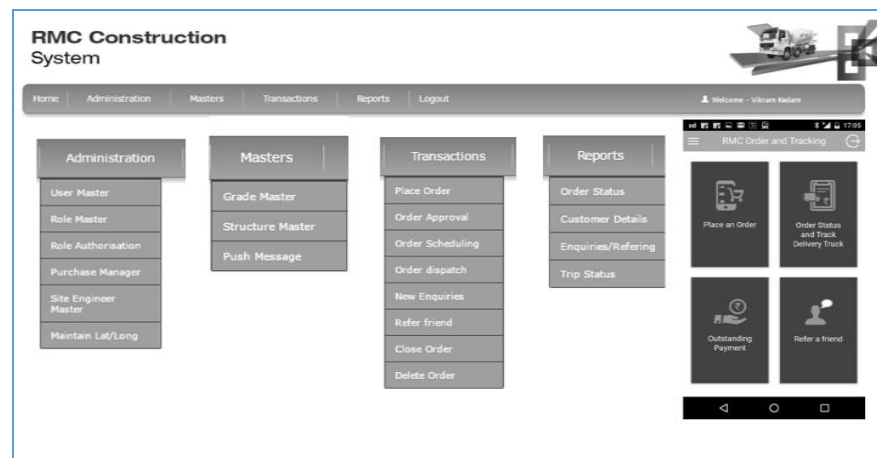 RMC Construction
System
Home Administration Masters Transactions Reports Logout
Welcome - Vikram Kadam
17:05
RMC Order and Tracking
Administration
User Master
Role Master
Role Authorisation
Purchase Manager
Site Engineer
Master
Maintain Lat/Long
Masters
Grade Master
Structure Master
Push Message
Transactions
Place Order
Order Approval
Order Scheduling
Order dispatch
New Enquiries
Refer friend
Close Order
Delete Order
Reports
Order Status
Customer Details
Enquiries/Refering
Trip Status
Place an Order
Order Status
and Track
Delivery Truck
Outstanding
Payment
Refer a friend